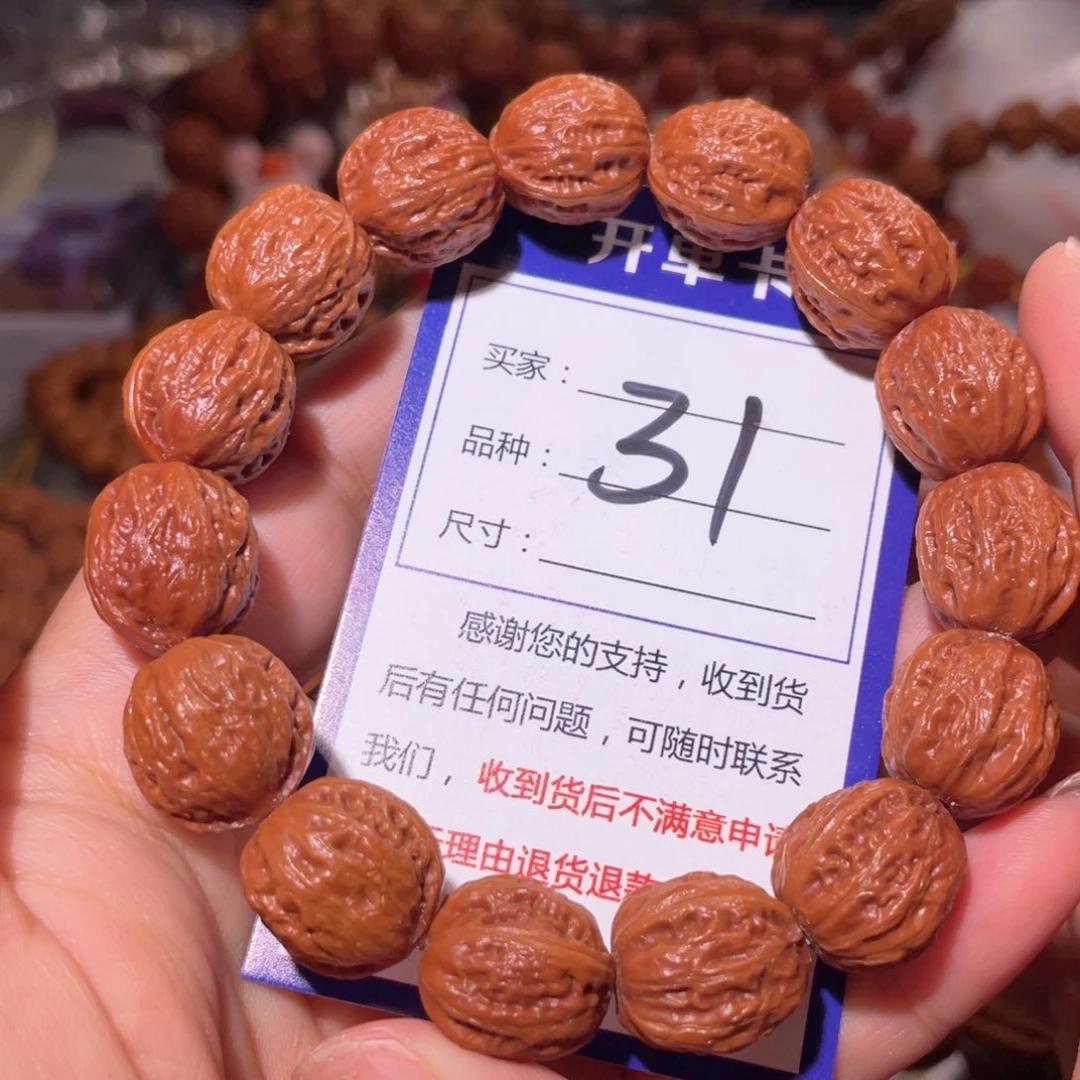 开单卡
买家：
31
品种：
尺寸：
感谢您的支持，收到货
后有任何问题，可随时联系
我们，收到货后不满意申请
理由退货退款